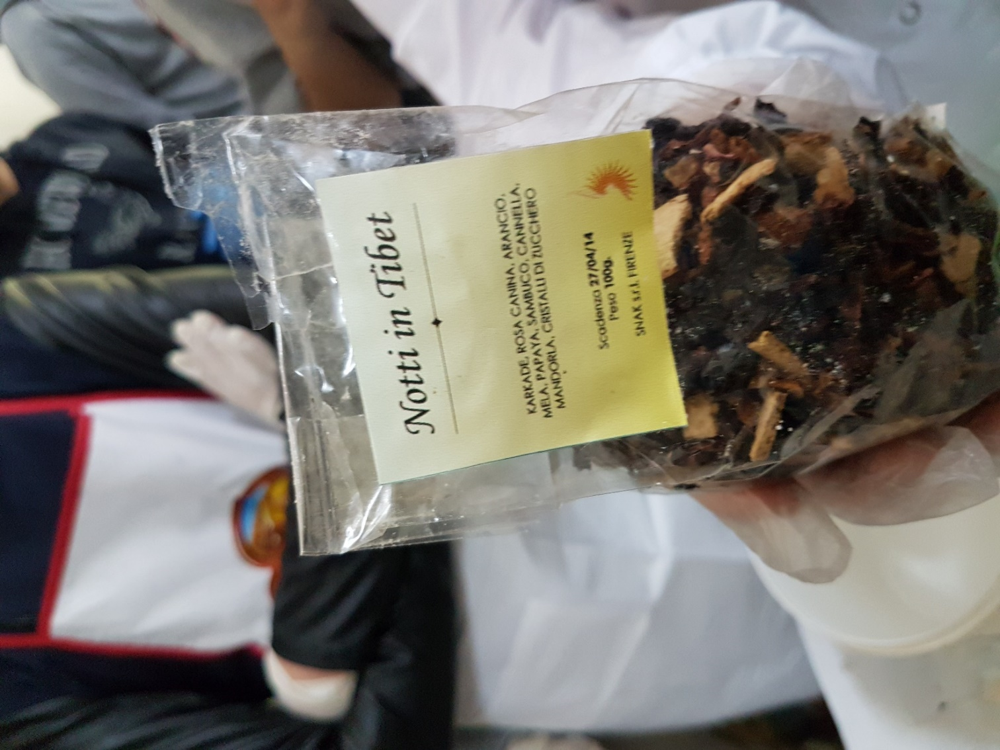 Notti in Tibet
KARKADE, ROSA CANINA, ARANCIO,
MELA, PAPAYA, SAMBUCO, CANNELLA,
MANDORLA, CRISTALLI DI ZUCCHERO
Scadenza 27/04/14
Peso 100g.
SNAK s.r.l. FIRENZE